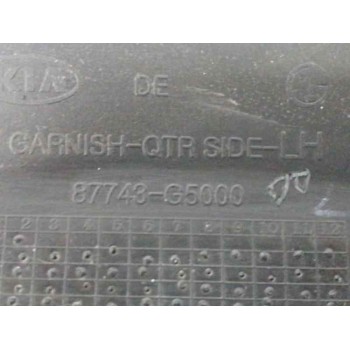 KIA DE G
GARNISH-QTR SIDE-LH
87743-G5000
1 2 3 4 5 6 7 8 9 10 11 12